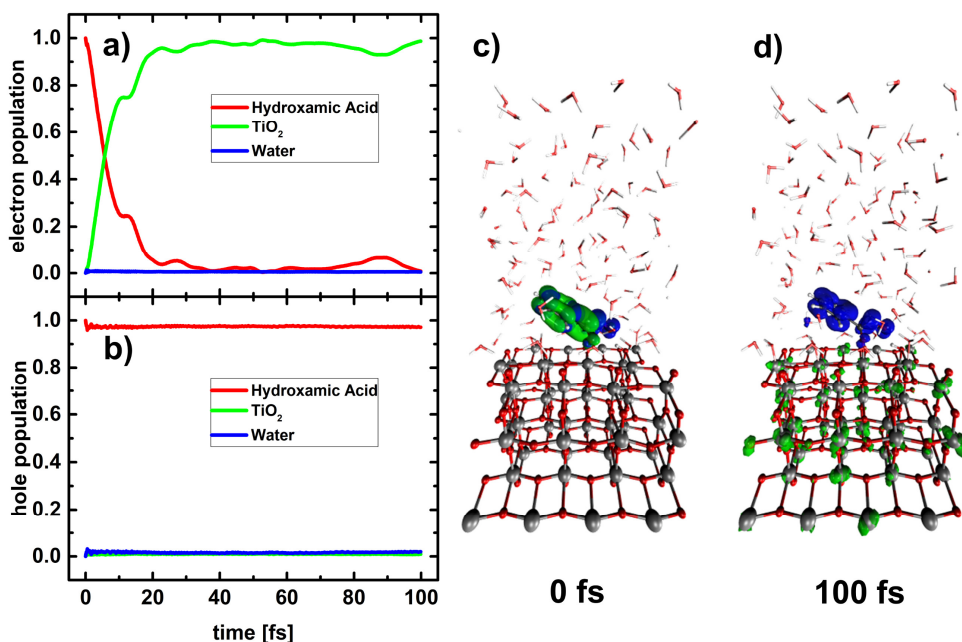 a)
electron population
1.0
0.8
0.6
0.4
0.2
0.0
Hydroxamic Acid
TiO₂
Water
b)
hole population
1.0
0.8
0.6
0.4
0.2
0.0
Hydroxamic Acid
TiO₂
Water
0 20 40 60 80 100
time [fs]
c)
0 fs
d)
100 fs